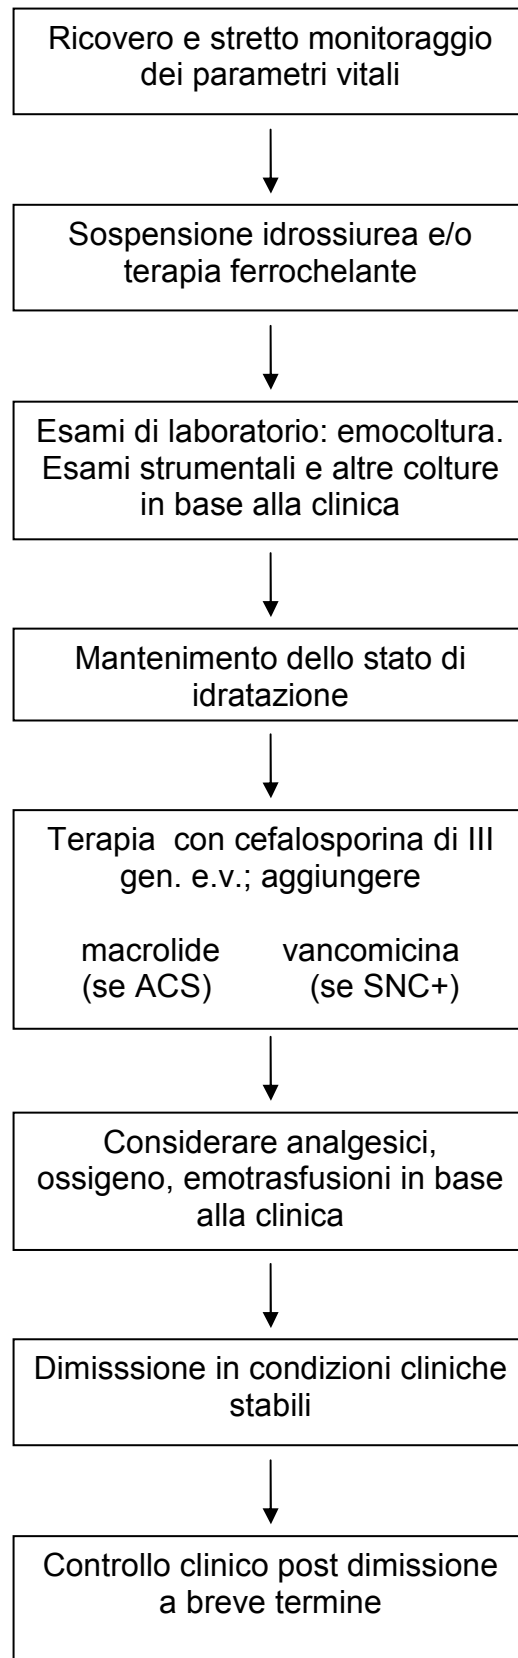 Ricovero e stretto monitoraggio
dei parametri vitali
Sospensione idrossiurea e/o
terapia ferrochelante
Esami di laboratorio: emocoltura.
Esami strumentali e altre colture
in base alla clinica
Mantenimento dello stato di
idratazione
Terapia con cefalosporina di III
gen. e.v.; aggiungere
macrolide vancomicina
(se ACS) (se SNC+)
Considerare analgesici,
ossigeno, emotrasfusioni in base
alla clinica
Dimisssione in condizioni cliniche
stabili
Controllo clinico post dimissione
a breve termine